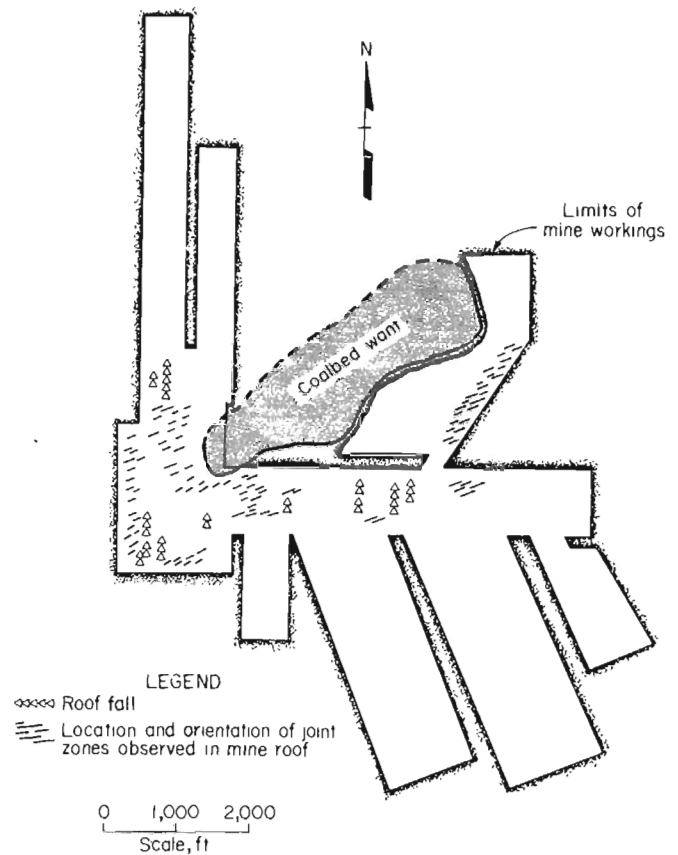 N
Limits of
mine workings
Coalbed want
LEGEND
Roof fall
Location and orientation of joint
zones observed in mine roof
0 1,000 2,000
Scale, ft